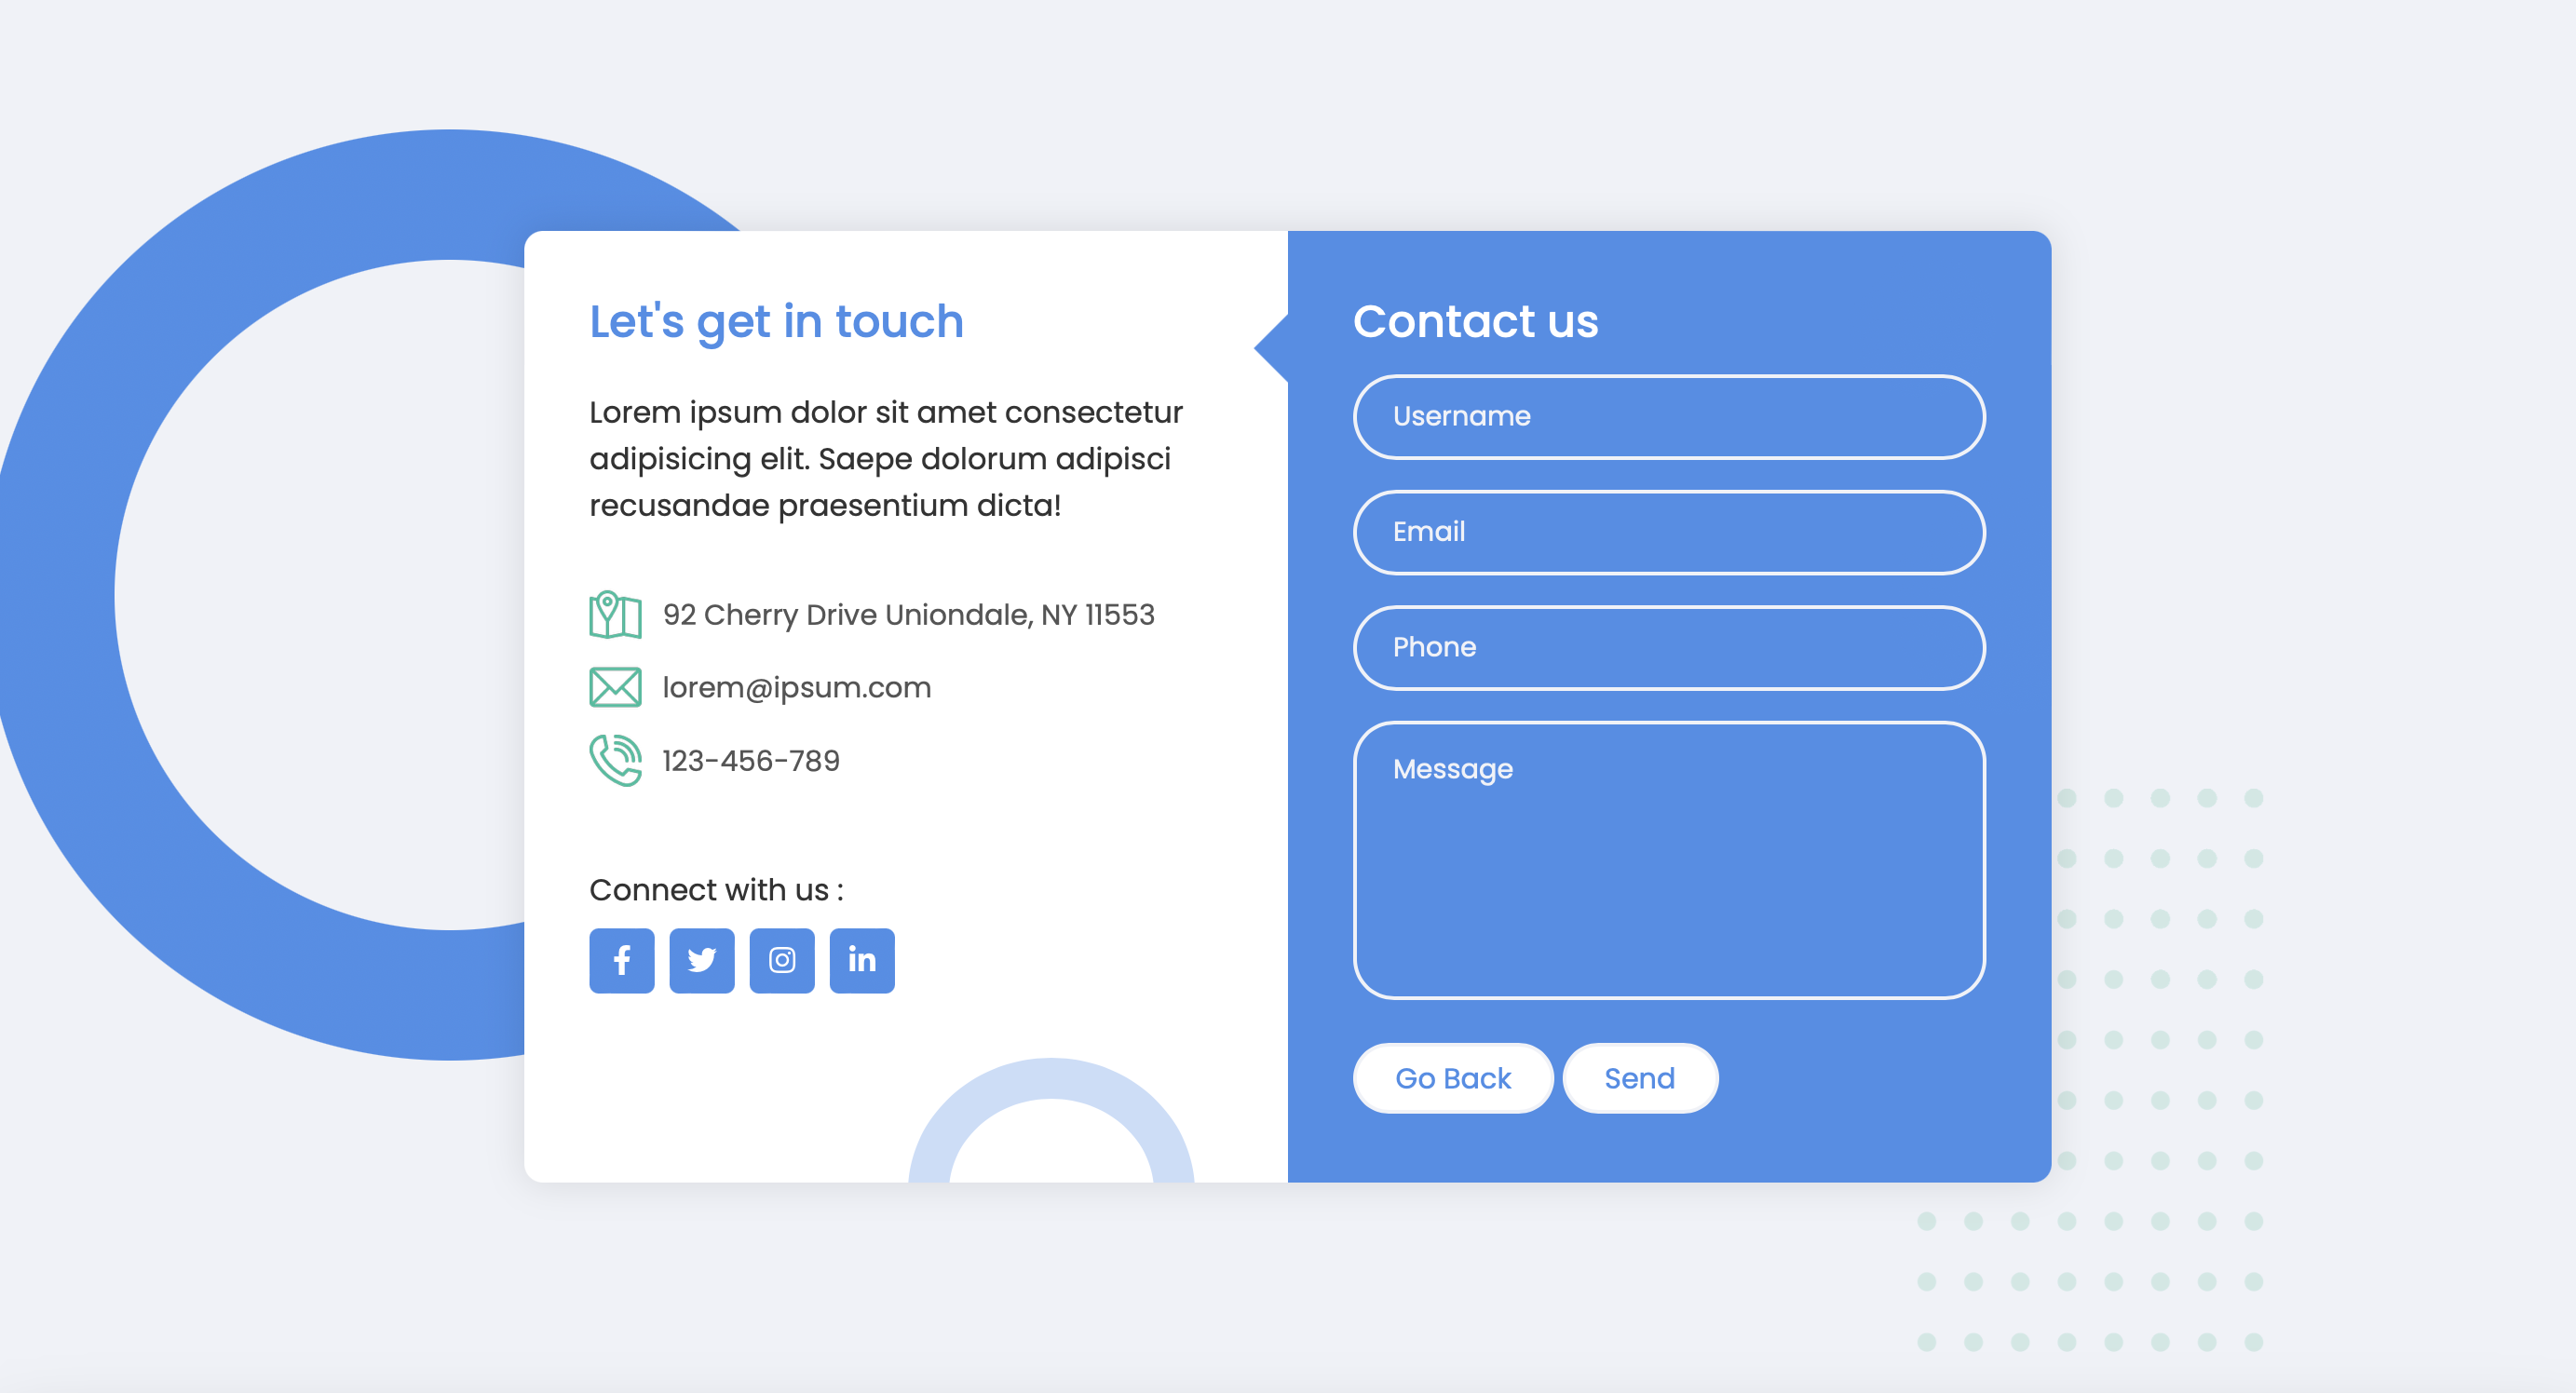 Let's get in touch
Lorem ipsum dolor sit amet consectetur
adipisicing elit. Saepe dolorum adipisci
recusandae praesentium dicta!
92 Cherry Drive Uniondale, NY 11553
lorem@ipsum.com
123-456-789
Connect with us :
Contact us
Username
Email
Phone
Message
Go Back
Send